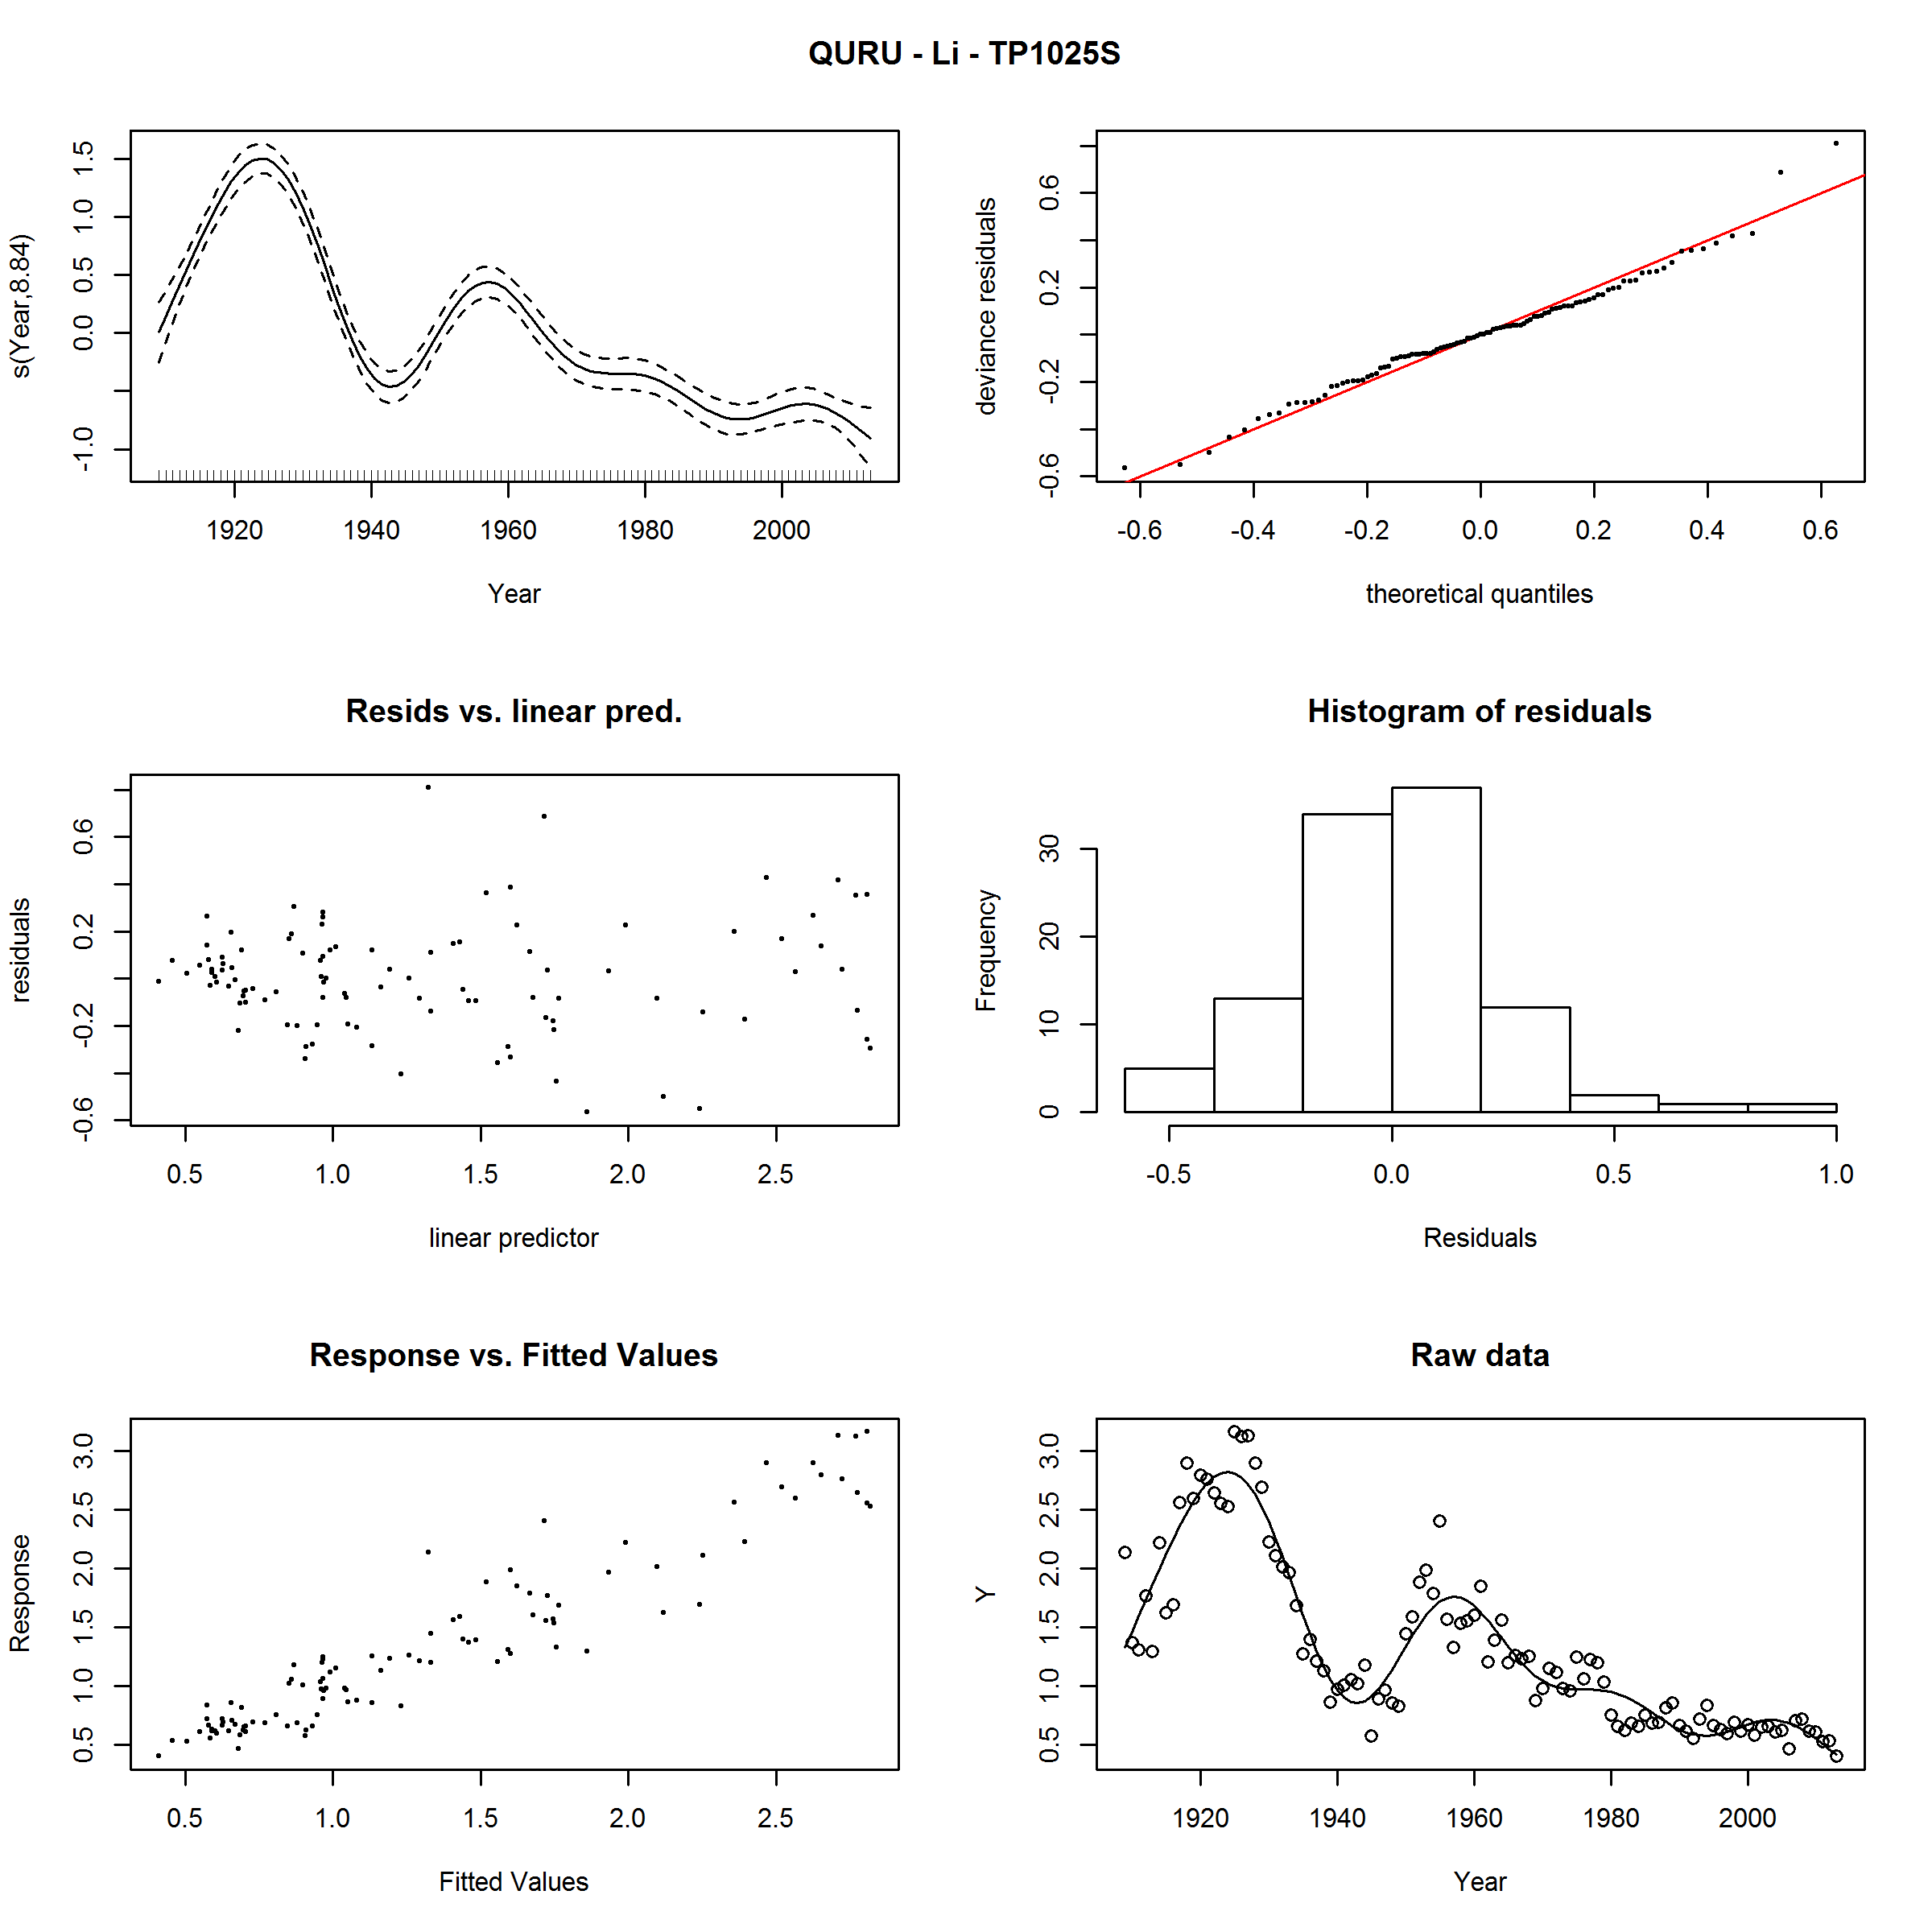 QURU - Li - TP1025S
s(Year,8.84)
1.5
1.0
0.5
0.0
-1.0
1920 1940 1960 1980 2000
Year
deviance residuals
0.6
0.2
-0.2
-0.6
-0.6 -0.4 -0.2 0.0 0.2 0.4 0.6
theoretical quantiles
Resids vs. linear pred.
residuals
0.6
0.2
-0.2
-0.6
0.5 1.0 1.5 2.0 2.5
linear predictor
Histogram of residuals
Frequency
30
20
10
0
-0.5 0.0 0.5 1.0
Residuals
Response vs. Fitted Values
Response
3.0
2.5
2.0
1.5
1.0
0.5
0.5 1.0 1.5 2.0 2.5
Fitted Values
Raw data
Y
3.0
2.5
2.0
1.5
1.0
0.5
1920 1940 1960 1980 2000
Year